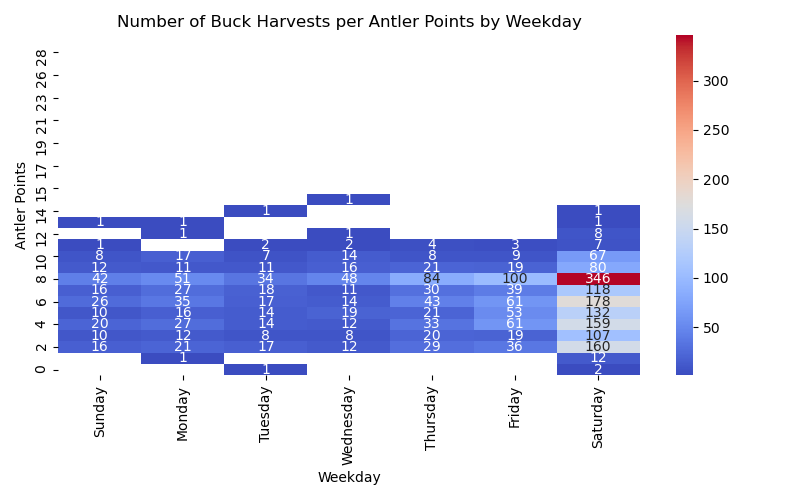 Number of Buck Harvests per Antler Points by Weekday
Antler Points
28
26
23
21
19
17
15
1
14 1 1
1 1 1
12 1 1 8
1 2 2 4 3 7
10 8 17 7 14 8 9 67
12 11 11 16 21 19 80
8 42 51 34 48 84 100 346
16 27 18 11 30 39 118
6 26 35 17 14 43 61 178
10 16 14 19 21 53 132
4 20 27 14 12 33 61 159
10 12 8 8 20 19 107
2 16 21 17 12 29 36 160
1 12
0 1 2
Sunday Monday Tuesday Wednesday Thursday Friday Saturday
Weekday
300
250
200
150
100
50